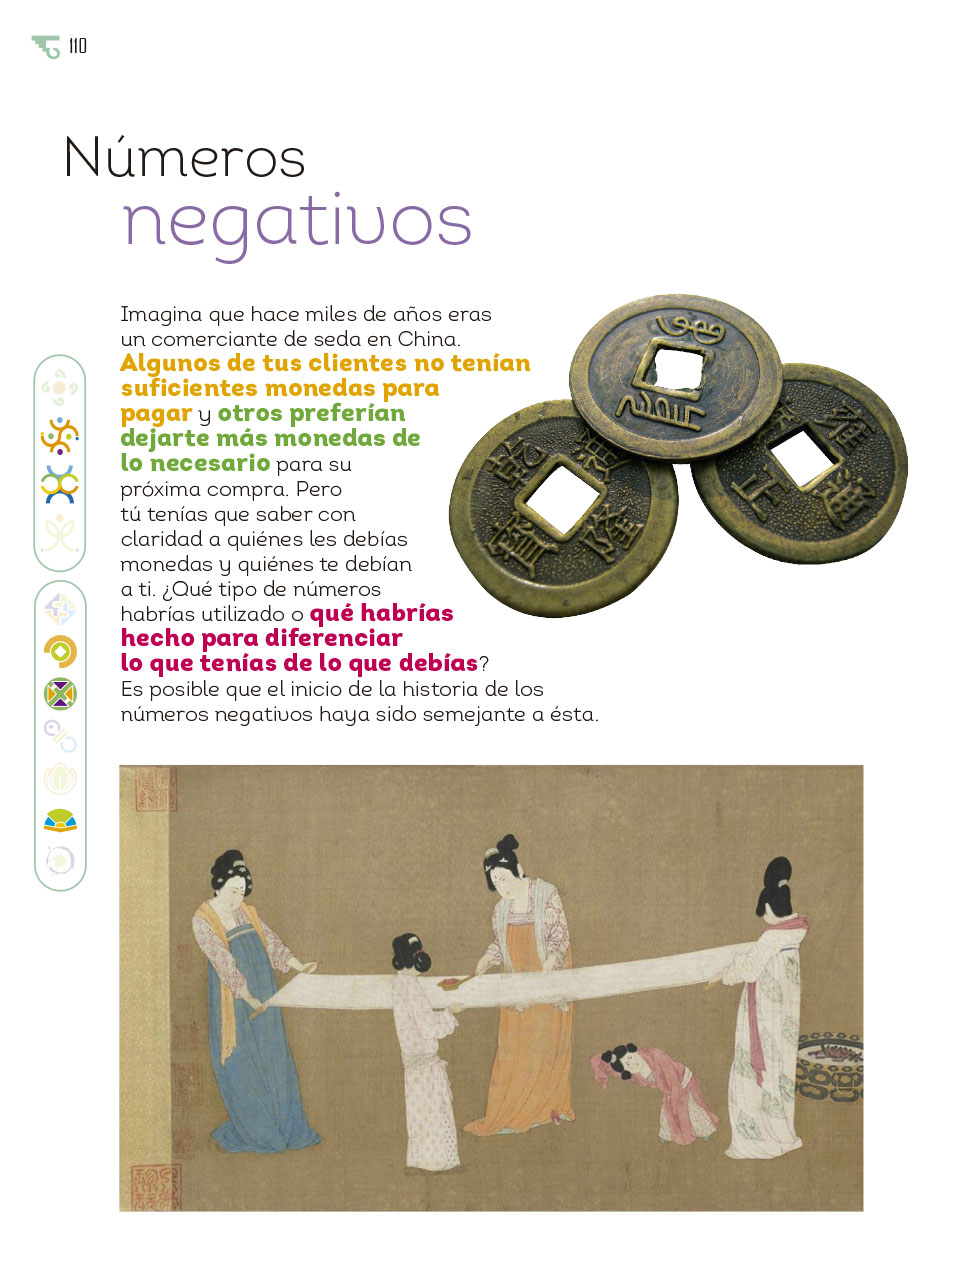 110
Números
negativos
Imagina que hace miles de años eras
un comerciante de seda en China.
Algunos de tus clientes no tenían
suficientes monedas para
pagar y otros preferían
dejarte más monedas de
lo necesario para su
próxima compra. Pero
tú tenías que saber con
claridad a quiénes les debías
monedas y quiénes te debían
a ti. ¿Qué tipo de números
habrías utilizado o qué habrías
hecho para diferenciar
lo que tenías de lo que debías?
Es posible que el inicio de la historia de los
números negativos haya sido semejante a ésta.